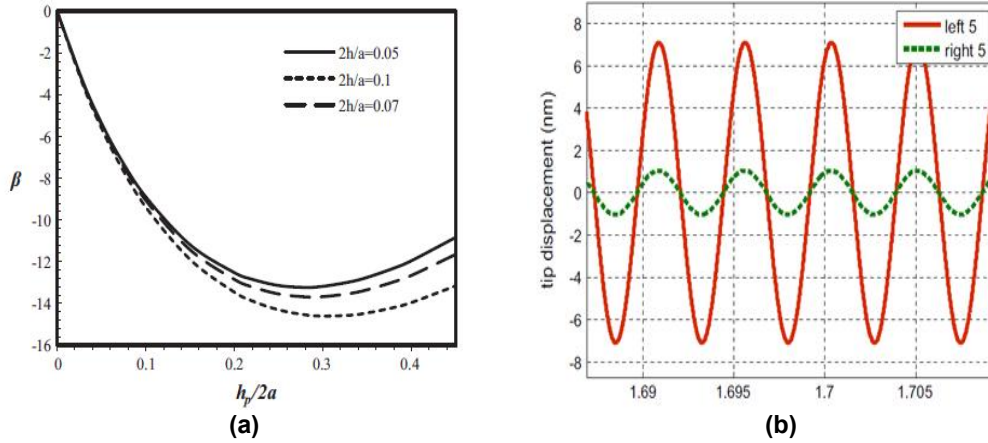 0
-2
-4
-6
-8
-10
-12
-14
-16
β
0
0.1
0.2
0.3
0.4
hp/2a
2h/a=0.05
2h/a=0.1
2h/a=0.07
(a)
8
6
4
2
0
-2
-4
-6
-8
tip displacement (nm)
left 5
right 5
1.69
1.695
1.7
1.705
(b)